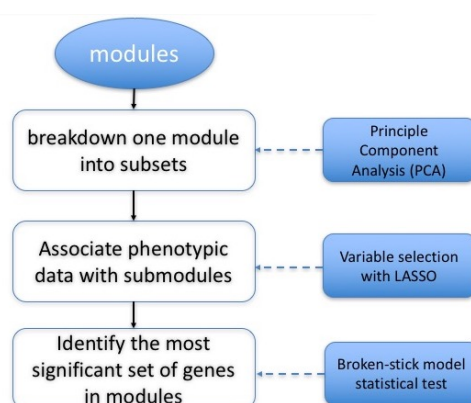 modules
breakdown one module
into subsets
Principle
Component
Analysis (PCA)
Associate phenotypic
data with submodules
Variable selection
with LASSO
Identify the most
significant set of genes
in modules
Broken-stick model
statistical test